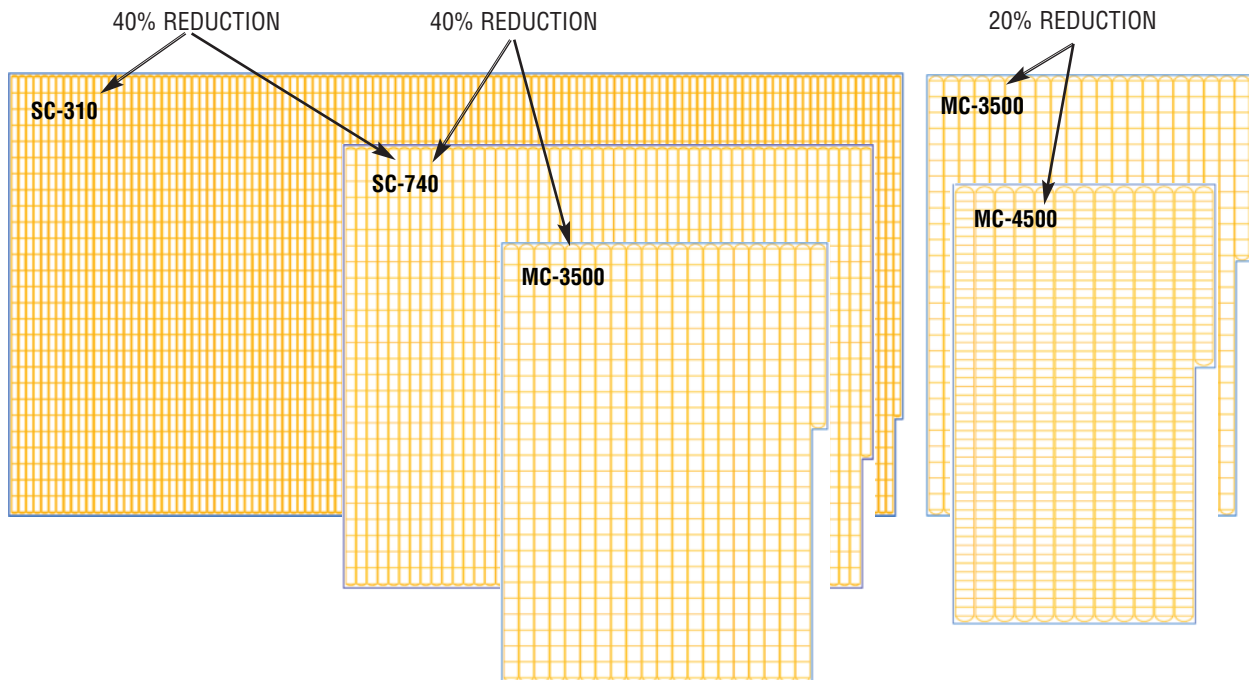 40% REDUCTION
40% REDUCTION
20% REDUCTION
SC-310
SC-740
MC-3500
MC-3500
MC-4500